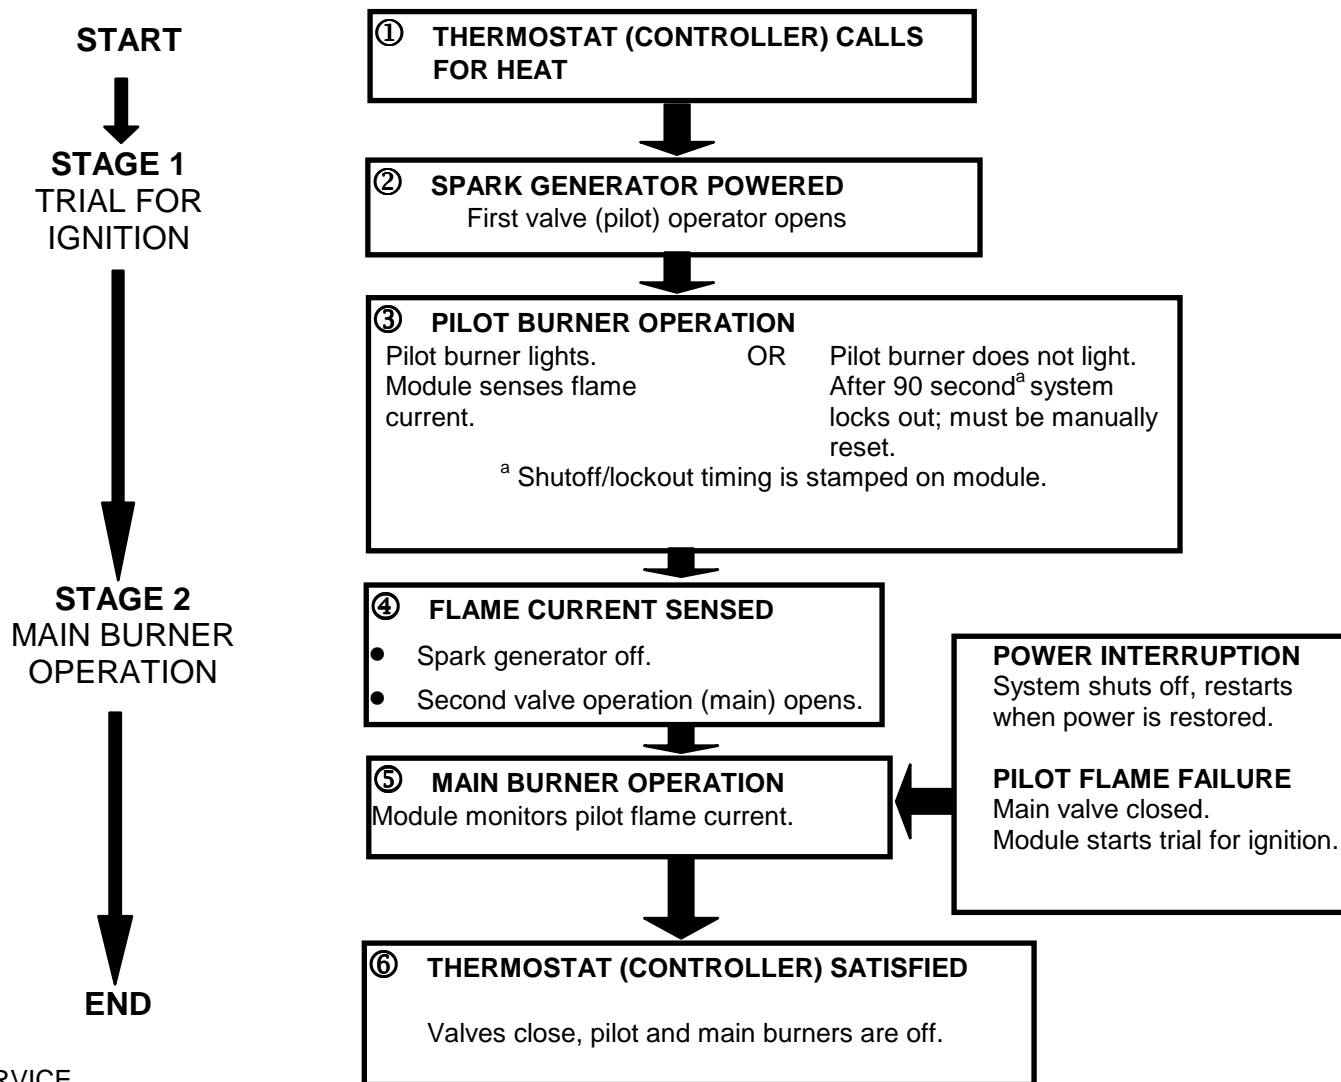 START
STAGE 1
TRIAL FOR
IGNITION
STAGE 2
MAIN BURNER
OPERATION
END
① THERMOSTAT (CONTROLLER) CALLS
FOR HEAT
② SPARK GENERATOR POWERED
First valve (pilot) operator opens
③ PILOT BURNER OPERATION
Pilot burner lights.
Module senses flame
current.
OR
Pilot burner does not light.
After 90 secondᵃ system
locks out; must be manually
reset.
ᵃ Shutoff/lockout timing is stamped on module.
④ FLAME CURRENT SENSED
• Spark generator off.
• Second valve operation (main) opens.
⑤ MAIN BURNER OPERATION
Module monitors pilot flame current.
POWER INTERRUPTION
System shuts off, restarts
when power is restored.
PILOT FLAME FAILURE
Main valve closed.
Module starts trial for ignition.
⑥ THERMOSTAT (CONTROLLER) SATISFIED
Valves close, pilot and main burners are off.